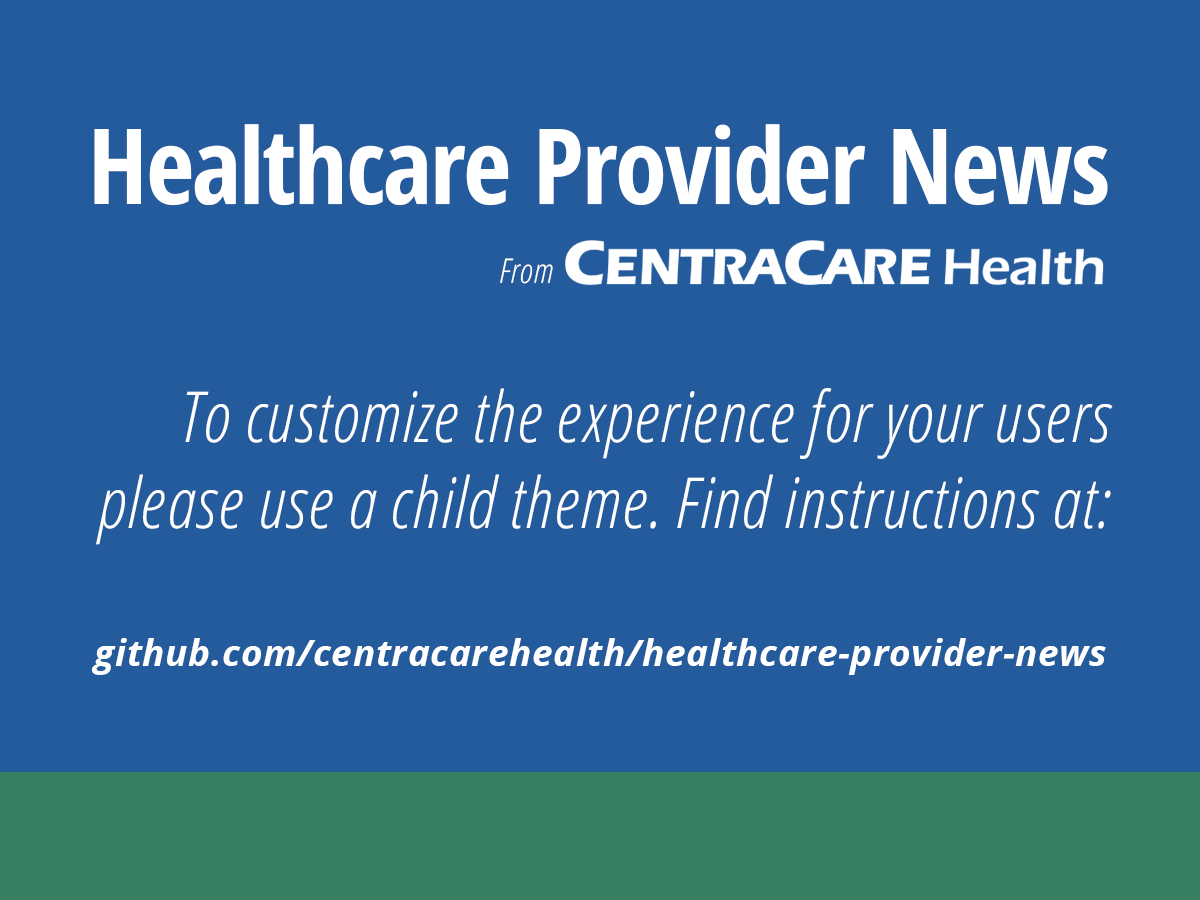 Healthcare Provider News
From CENTRACARE Health
To customize the experience for your users
please use a child theme. Find instructions at:
github.com/centracarehealth/healthcare-provider-news